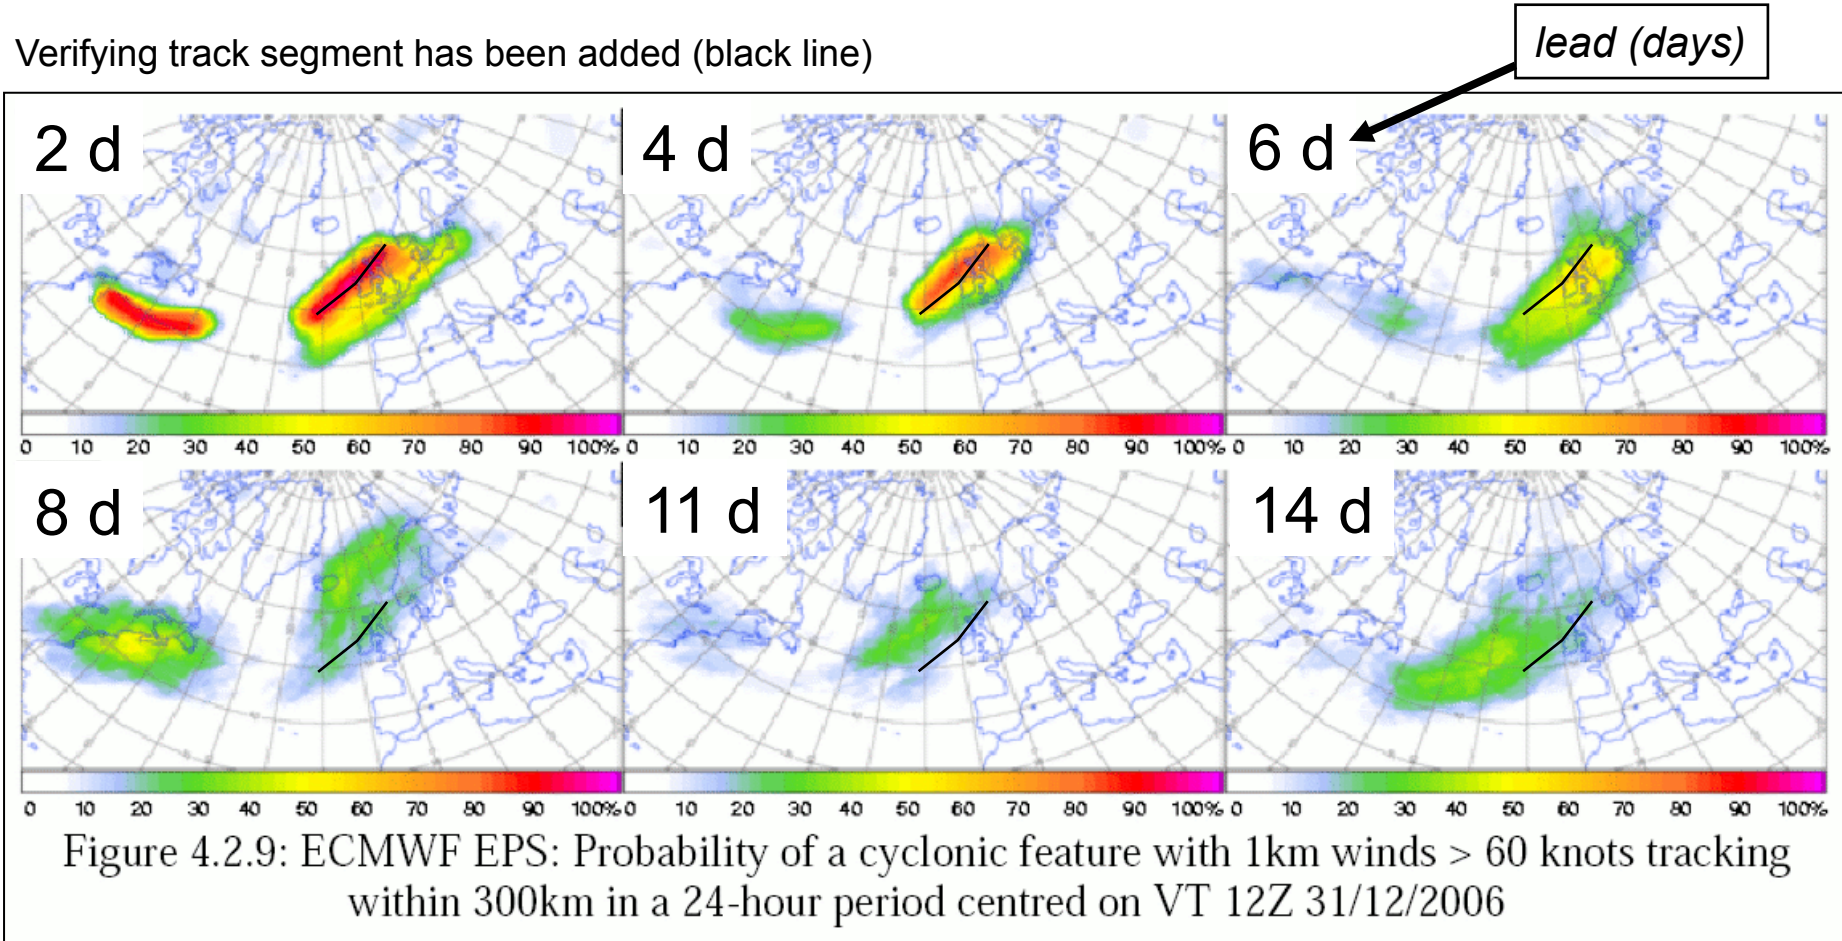 Verifying track segment has been added (black line)
lead (days)
2 d
4 d
6 d
0 10 20 30 40 50 60 70 80 90 100%
0 10 20 30 40 50 60 70 80 90 100%
0 10 20 30 40 50 60 70 80 90 100%
8 d
11 d
14 d
0 10 20 30 40 50 60 70 80 90 100%
0 10 20 30 40 50 60 70 80 90 100%
0 10 20 30 40 50 60 70 80 90 100%
Figure 4.2.9: ECMWF EPS: Probability of a cyclonic feature with 1km winds > 60 knots tracking
within 300km in a 24-hour period centred on VT 12Z 31/12/2006